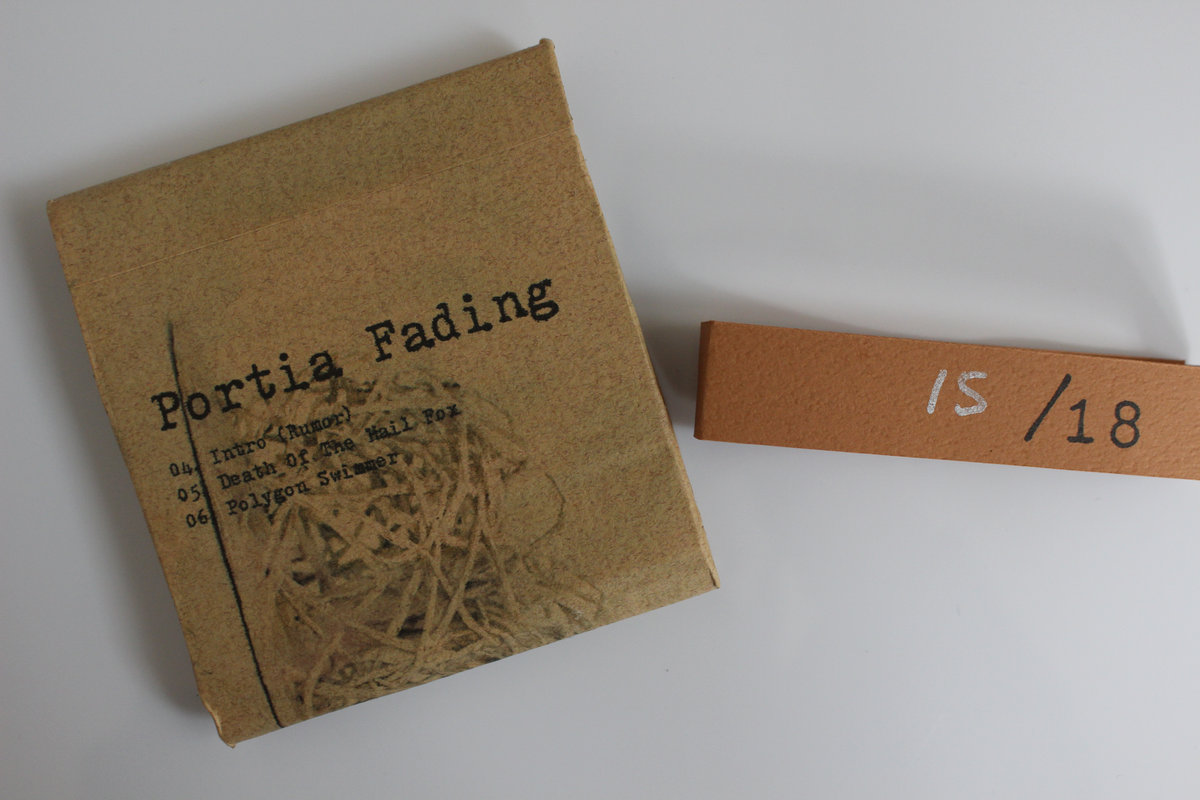 Portia Fading
04. Intro (Rumor)
05. Death Of The Mail Fox
06. Polygon Swimmer
15 /18